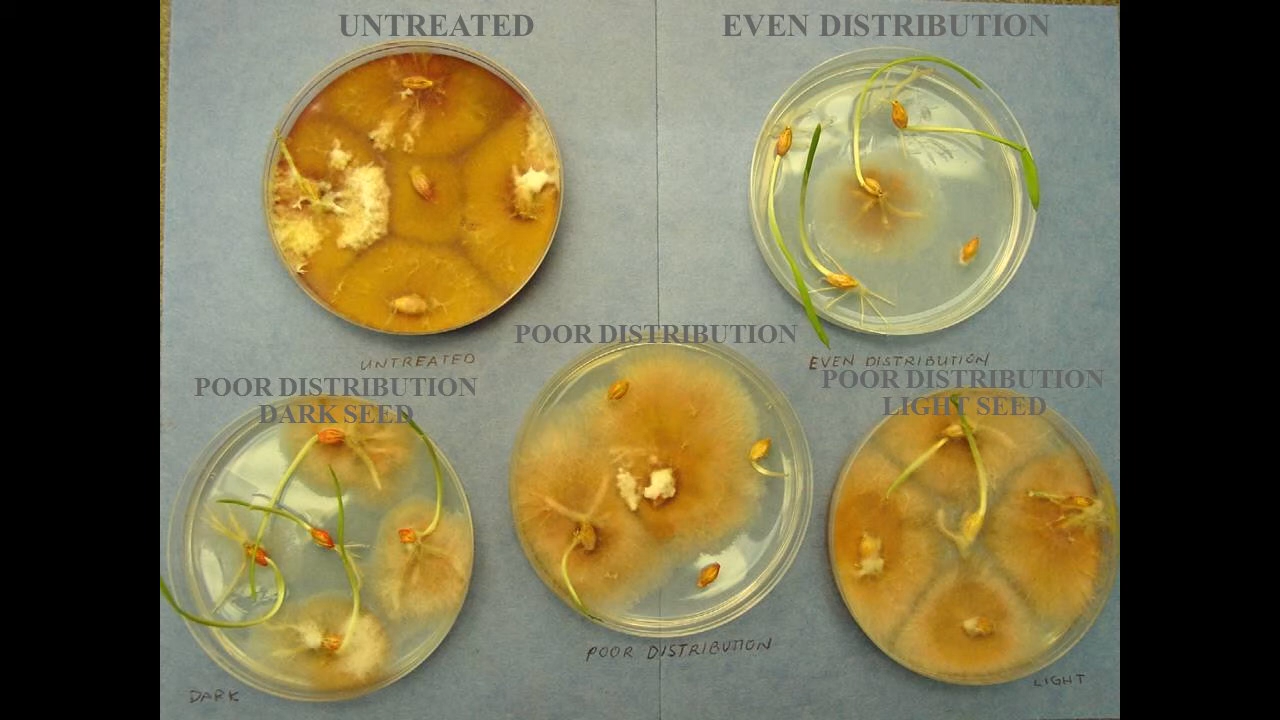 UNTREATED
EVEN DISTRIBUTION
UNTREATED
POOR DISTRIBUTION
EVEN DISTRIBUTION
POOR DISTRIBUTION
DARK SEED
POOR DISTRIBUTION
LIGHT SEED
POOR DISTRIBUTION
DARK
LIGHT